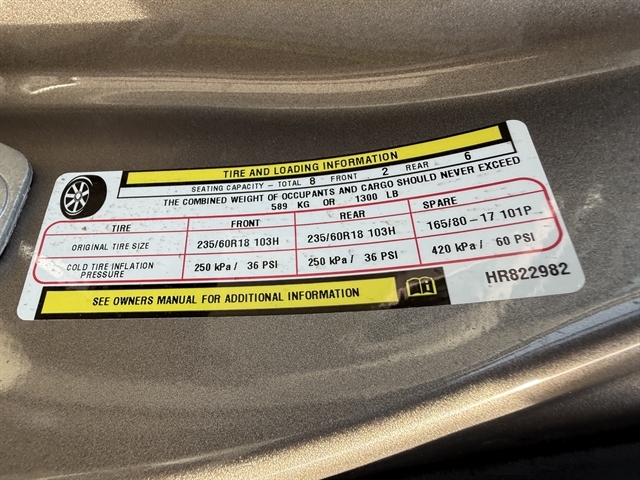 TIRE AND LOADING INFORMATION
SEATING CAPACITY - TOTAL 8 FRONT 2 REAR 6
THE COMBINED WEIGHT OF OCCUPANTS AND CARGO SHOULD NEVER EXCEED
589 KG OR 1300 LB
TIRE FRONT REAR SPARE
ORIGINAL TIRE SIZE 235/60R18 103H 235/60R18 103H 165/80-17 101P
COLD TIRE INFLATION PRESSURE 250 kPa / 36 PSI 250 kPa / 36 PSI 420 kPa / 60 PSI
SEE OWNERS MANUAL FOR ADDITIONAL INFORMATION
HR822982